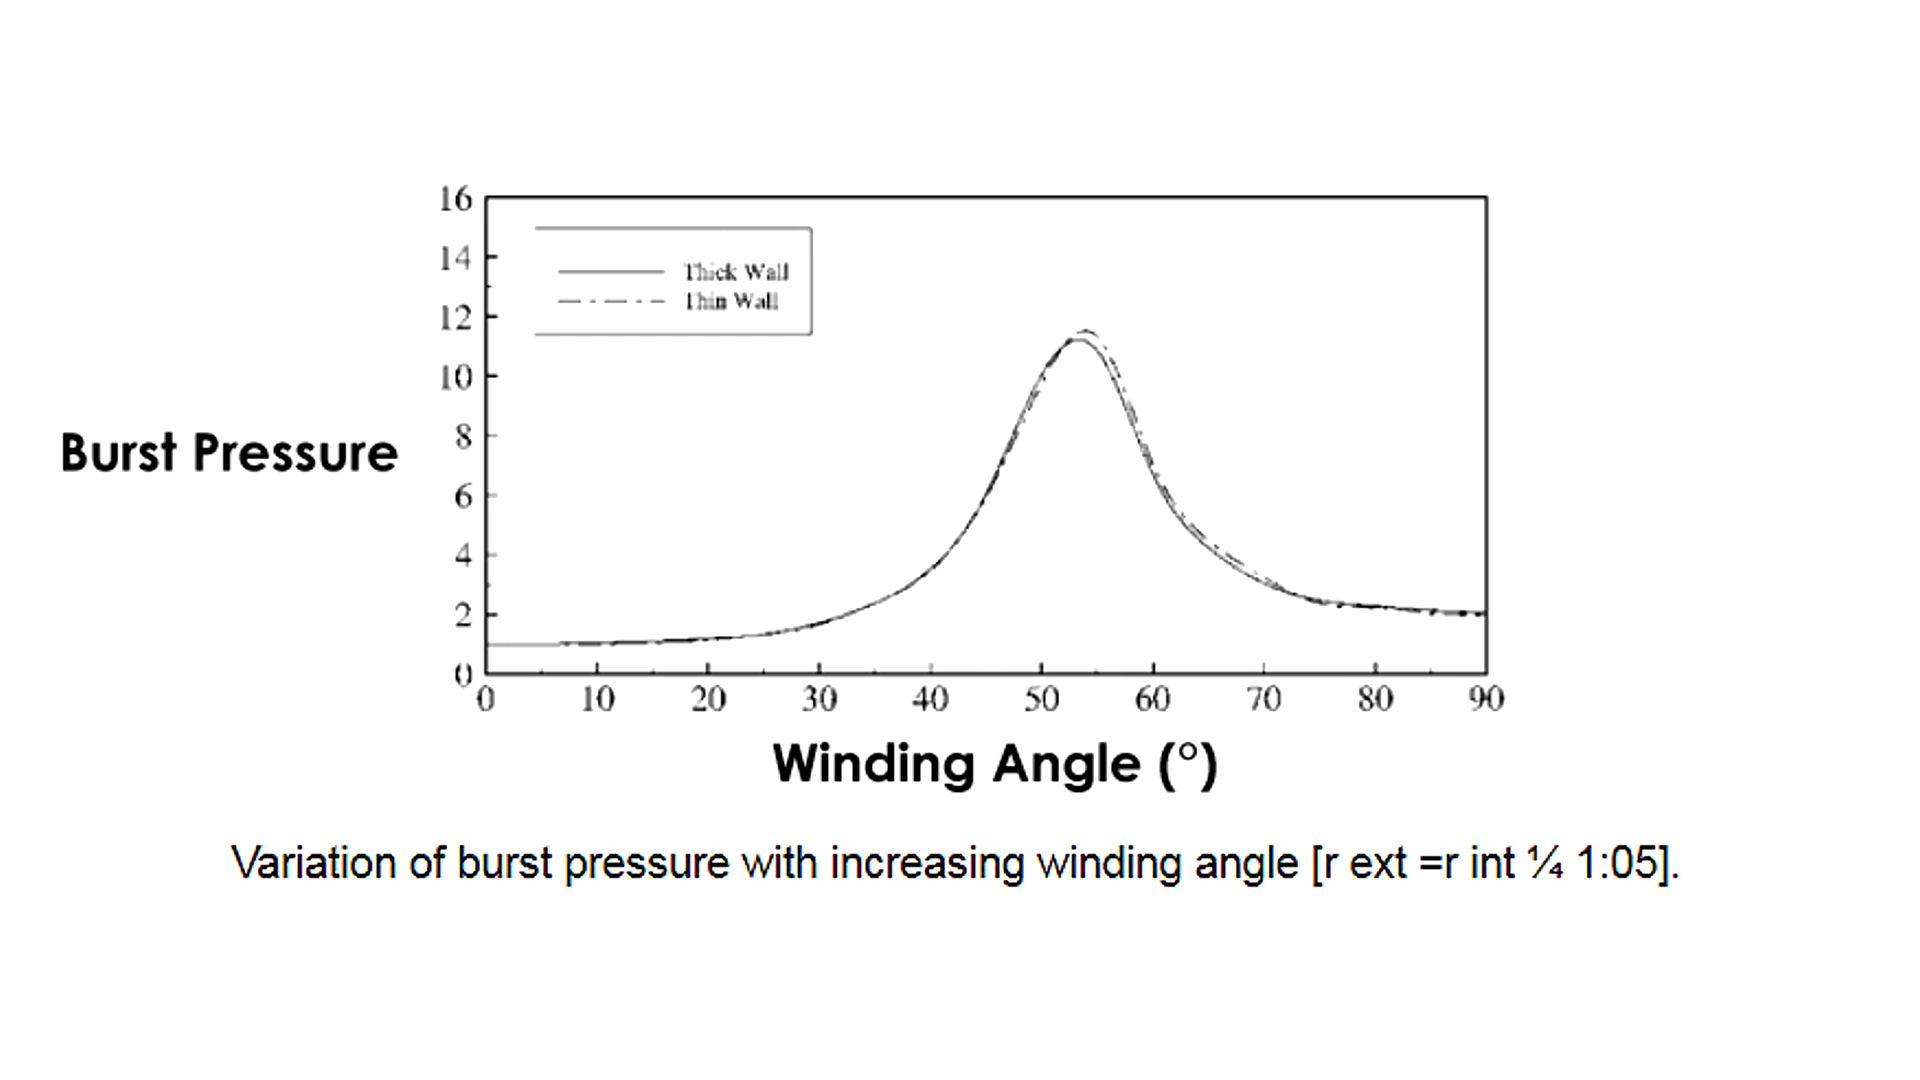 16
14
12
10
8
6
4
2
0
Thick Wall
Thin Wall
Burst Pressure
0 10 20 30 40 50 60 70 80 90
Winding Angle (°)
Variation of burst pressure with increasing winding angle [r ext =r int ¼ 1:05].